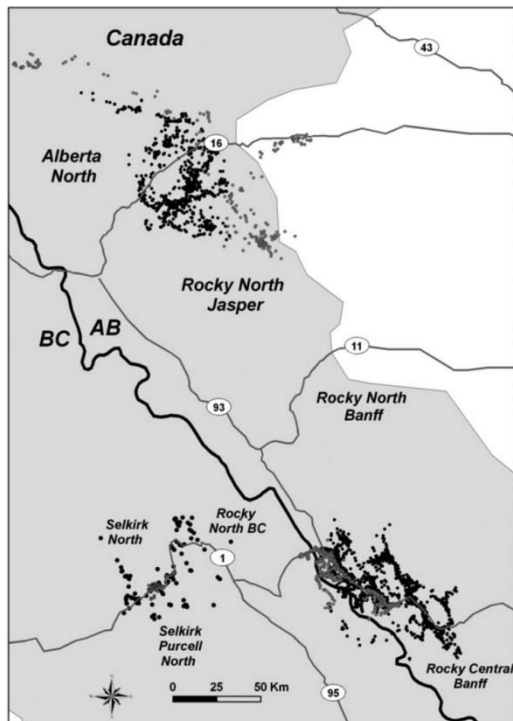 Canada
43
16
Alberta
North
Rocky North
Jasper
BC
AB
11
93
Rocky North
Banff
Selkirk
North
Rocky
North BC
1
Selkirk
Purcell
North
Rocky Central
Banff
0 25 50 Km
95